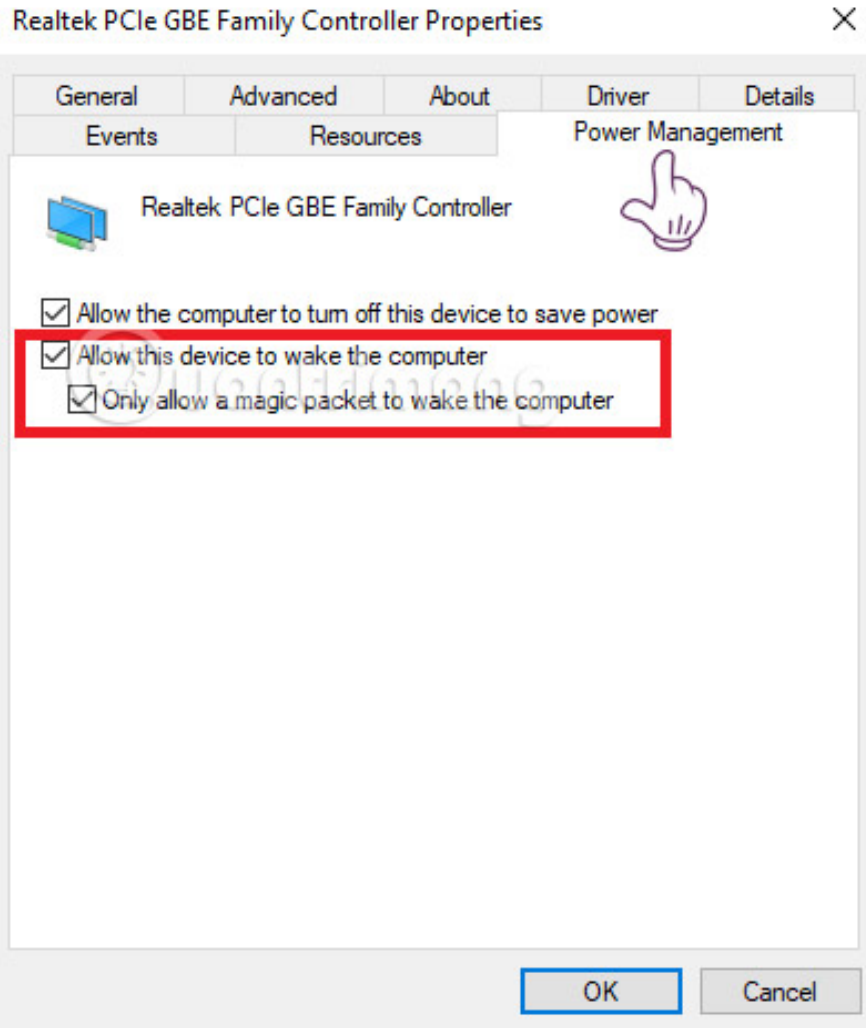 Realtek PCIe GBE Family Controller Properties
General Advanced About Driver Details
Events Resources Power Management
Realtek PCIe GBE Family Controller
Allow the computer to turn off this device to save power
Allow this device to wake the computer
Only allow a magic packet to wake the computer
OK Cancel